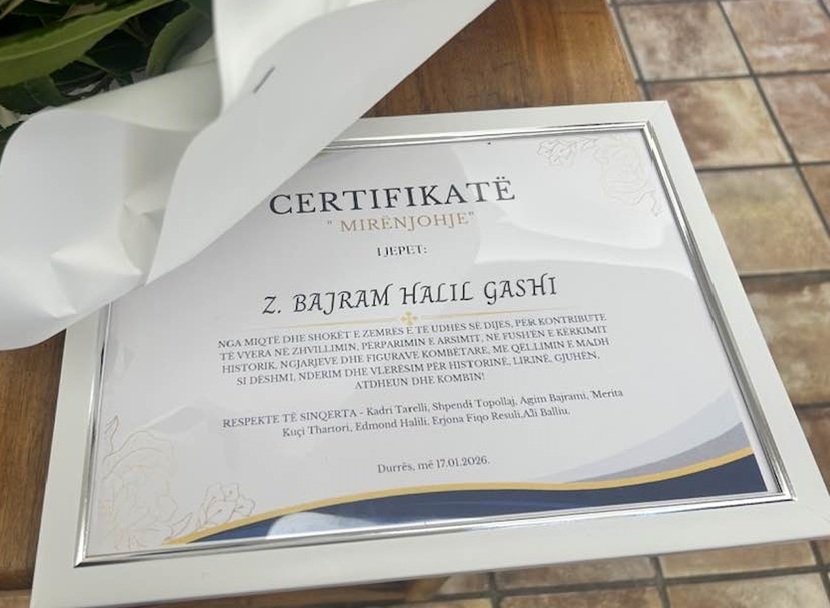 CERTIFIKATË
" MIRËNJOHJE"
I JEPET:
Z. BAJRAM HALIL GASHI
NGA MIQTË DHE SHOKËT E ZEMRËS E TË UDHËS SË DIJES, PËR KONTRIBUTE
TË VYERA NË ZHVILLIMIN, PËRPARIMIN E ARSIMIT, NË FUSHËN E KËRKIMIT
HISTORIK, NGJARJEVE DHE FIGURAVE KOMBËTARE, ME QËLLIMIN E MADH
SI DËSHMI, NDERIM DHE VLERËSIM PËR HISTORINË, LIRINË, GJUHËN,
ATDHEUN DHE KOMBIN!
RESPEKTE TË SINQERTA - Kadri Tarelli, Shpendi Topollaj, Agim Bajrami, Merita
Kuçi Thartori, Edmond Halili, Erjona Fiqo Resuli,Ali Balliu.
Durrës, më 17.01.2026.